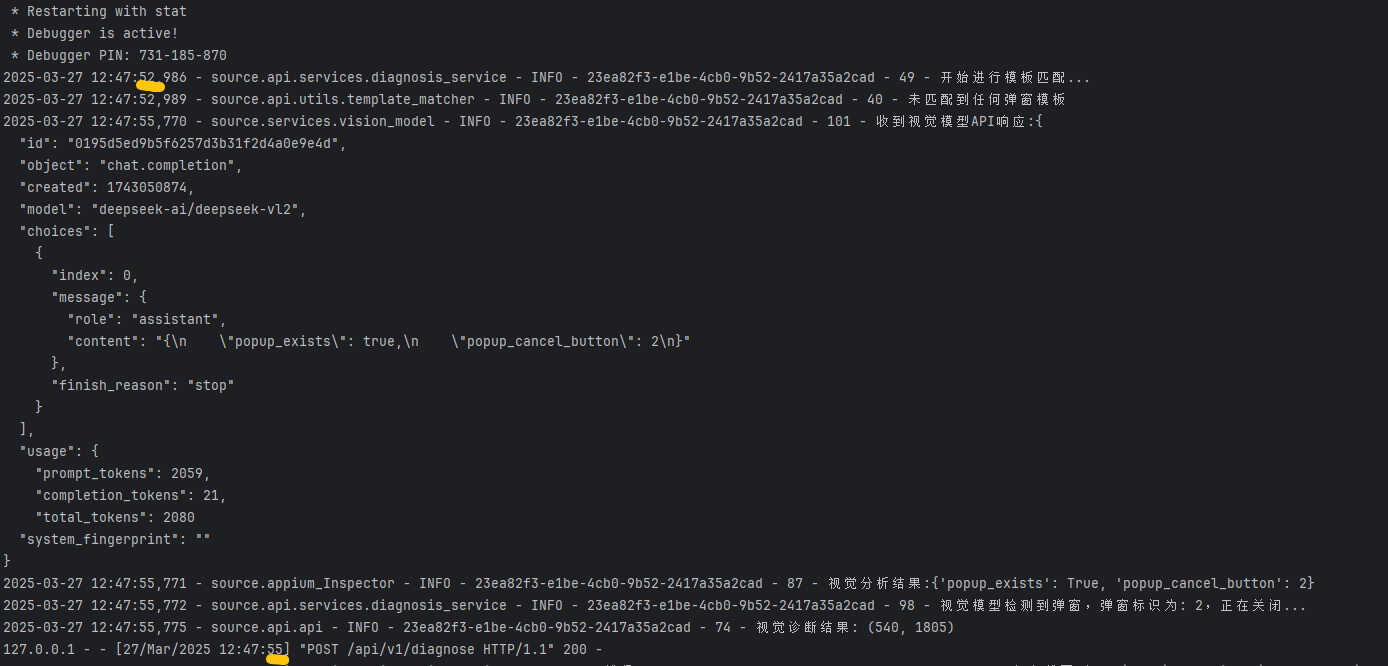 * Restarting with stat
* Debugger is active!
* Debugger PIN: 731-185-870
2025-03-27 12:47:52,986 - source.api.services.diagnosis_service - INFO - 23ea82f3-e1be-4cb0-9b52-2417a35a2cad - 49 - 开始进行模板匹配...
2025-03-27 12:47:52,989 - source.api.utils.template_matcher - INFO - 23ea82f3-e1be-4cb0-9b52-2417a35a2cad - 40 - 未匹配到任何弹窗模板
2025-03-27 12:47:55,770 - source.services.vision_model - INFO - 23ea82f3-e1be-4cb0-9b52-2417a35a2cad - 101 - 收到视觉模型API响应:{
  "id": "0195d5ed9b5f6257d3b31f2d4a0e9e4d",
  "object": "chat.completion",
  "created": 1743050874,
  "model": "deepseek-ai/deepseek-vl2",
  "choices": [
    {
      "index": 0,
      "message": {
        "role": "assistant",
        "content": "{\n    \"popup_exists\": true,\n    \"popup_cancel_button\": 2\n}"
      },
      "finish_reason": "stop"
    }
  ],
  "usage": {
    "prompt_tokens": 2059,
    "completion_tokens": 21,
    "total_tokens": 2080
  "system_fingerprint": ""
}
2025-03-27 12:47:55,771 - source.appium_Inspector - INFO - 23ea82f3-e1be-4cb0-9b52-2417a35a2cad - 87 - 视觉分析结果:{'popup_exists': True, 'popup_cancel_button': 2}
2025-03-27 12:47:55,772 - source.api.services.diagnosis_service - INFO - 23ea82f3-e1be-4cb0-9b52-2417a35a2cad - 98 - 视觉模型检测到弹窗，弹窗标识为: 2，正在关闭...
2025-03-27 12:47:55,775 - source.api.api - INFO - 23ea82f3-e1be-4cb0-9b52-2417a35a2cad - 74 - 视觉诊断结果: (540, 1805)
127.0.0.1 - - [27/Mar/2025 12:47:55] "POST /api/v1/diagnose HTTP/1.1" 200 -